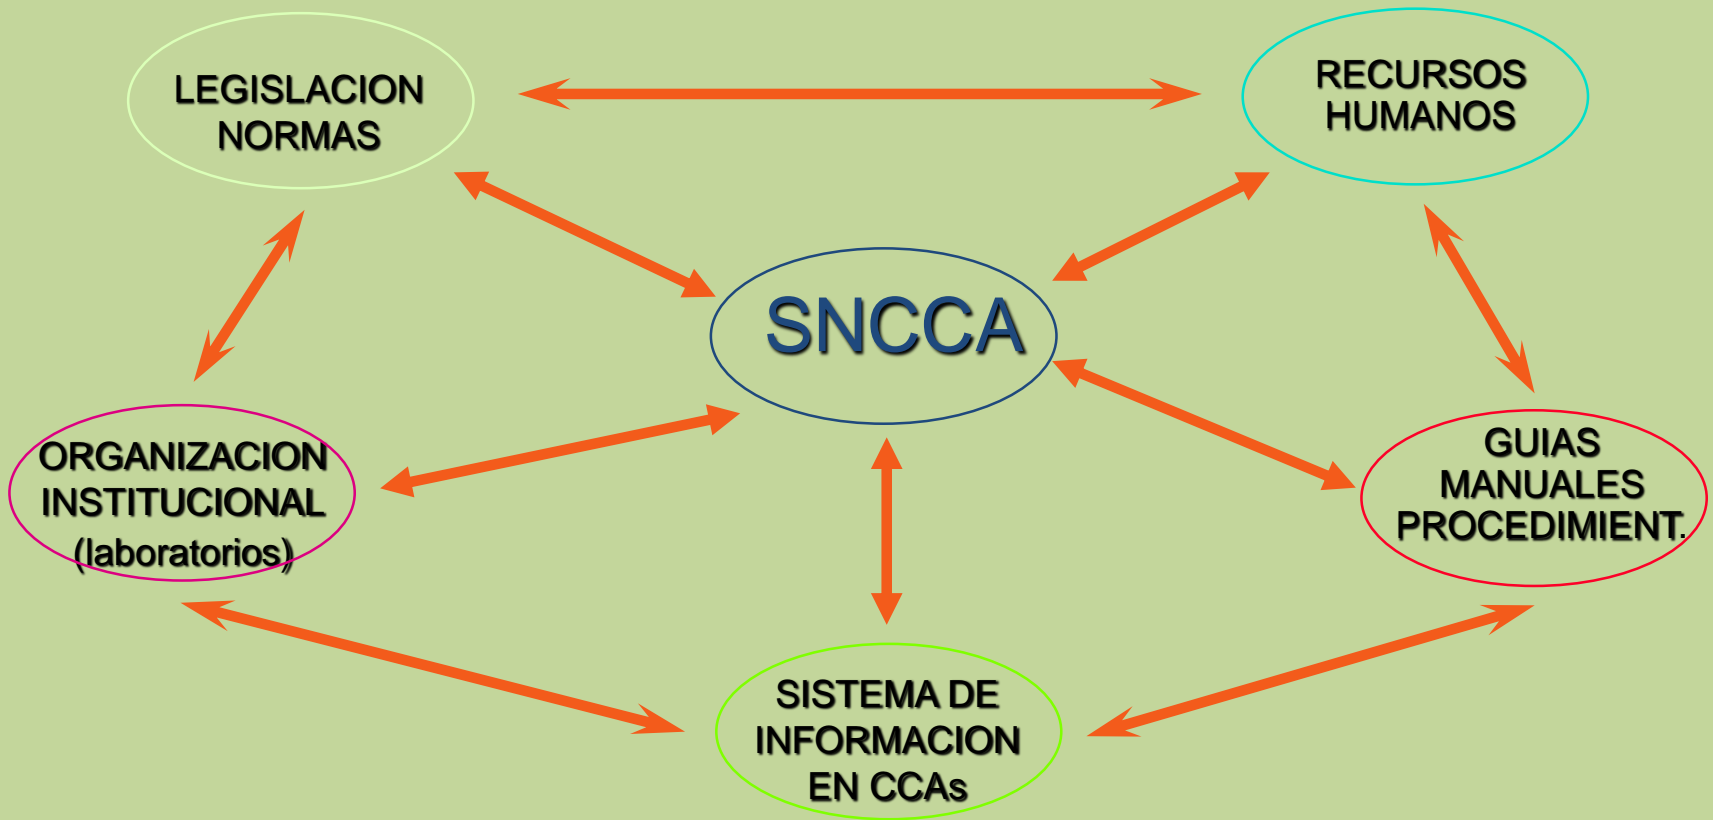 LEGISLACION
NORMAS
RECURSOS
HUMANOS
SNCCA
ORGANIZACION
INSTITUCIONAL
(laboratorios)
GUIAS
MANUALES
PROCEDIMIENT.
SISTEMA DE
INFORMACION
EN CCAs